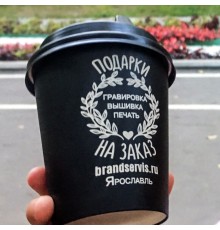 ПОДАРКИ
ГРАВИРОВКА
ВЫШИВКА
ПЕЧАТЬ
НА ЗАКАЗ
brandservis.ru
ЯРОСЛАВЛЬ